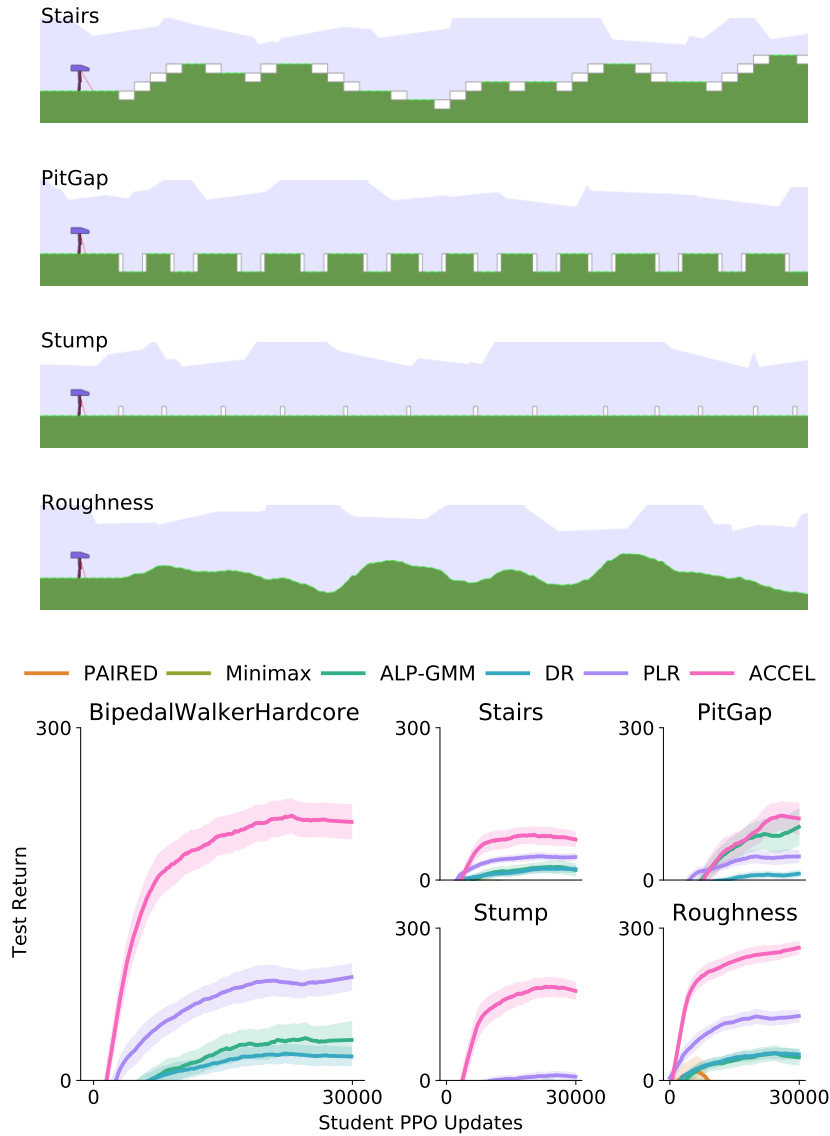 Stairs
PitGap
Stump
Roughness
PAIRED Minimax ALP-GMM DR PLR ACCEL
BipedalWalkerHardcore Stairs PitGap
300 300 300
0 0
Stump Roughness
300 300
Test Return
0 0 0
0 30000 0 30000 0 30000
Student PPO Updates